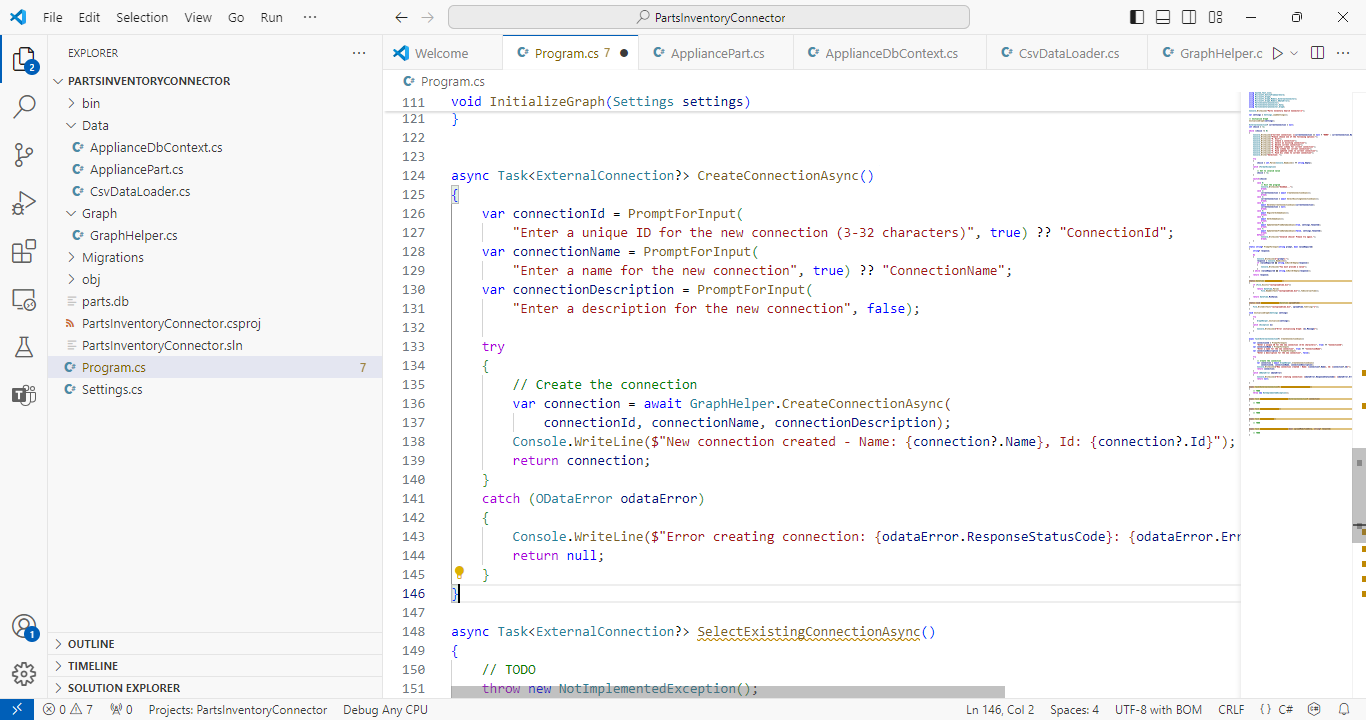 File Edit Selection View Go Run ··· PartsInventoryConnector
EXPLORER
PARTSINVENTORYCONNECTOR
bin
Data
ApplianceDbContext.cs
AppliancePart.cs
CsvDataLoader.cs
Graph
GraphHelper.cs
Migrations
obj
parts.db
PartsInventoryConnector.csproj
PartsInventoryConnector.sln
Program.cs 7
Settings.cs
OUTLINE
TIMELINE
SOLUTION EXPLORER
2
1
Welcome Program.cs 7 AppliancePart.cs ApplianceDbContext.cs CsvDataLoader.cs GraphHelper.c
Program.cs
111 void InitializeGraph(Settings settings)
121 }
122
123
124 async Task<ExternalConnection?> CreateConnectionAsync()
125 {
126 var connectionId = PromptForInput(
127 "Enter a unique ID for the new connection (3-32 characters)", true) ?? "ConnectionId";
128 var connectionName = PromptForInput(
129 "Enter a name for the new connection", true) ?? "ConnectionName";
130 var connectionDescription = PromptForInput(
131 "Enter a description for the new connection", false);
132
133 try
134 {
135 // Create the connection
136 var connection = await GraphHelper.CreateConnectionAsync(
137 connectionId, connectionName, connectionDescription);
138 Console.WriteLine($"New connection created - Name: {connection?.Name}, Id: {connection?.Id}");
139 return connection;
140 }
141 catch (ODataError odataError)
142 {
143 Console.WriteLine($"Error creating connection: {odataError.ResponseStatusCode}: {odataError.Err
144 return null;
145 }
146 }
147
148 async Task<ExternalConnection?> SelectExistingConnectionAsync()
149 {
150 // TODO
151 throw new NotImplementedException();
0 7 0 Projects: PartsInventoryConnector Debug Any CPU Ln 146, Col 2 Spaces: 4 UTF-8 with BOM CRLF {} C#